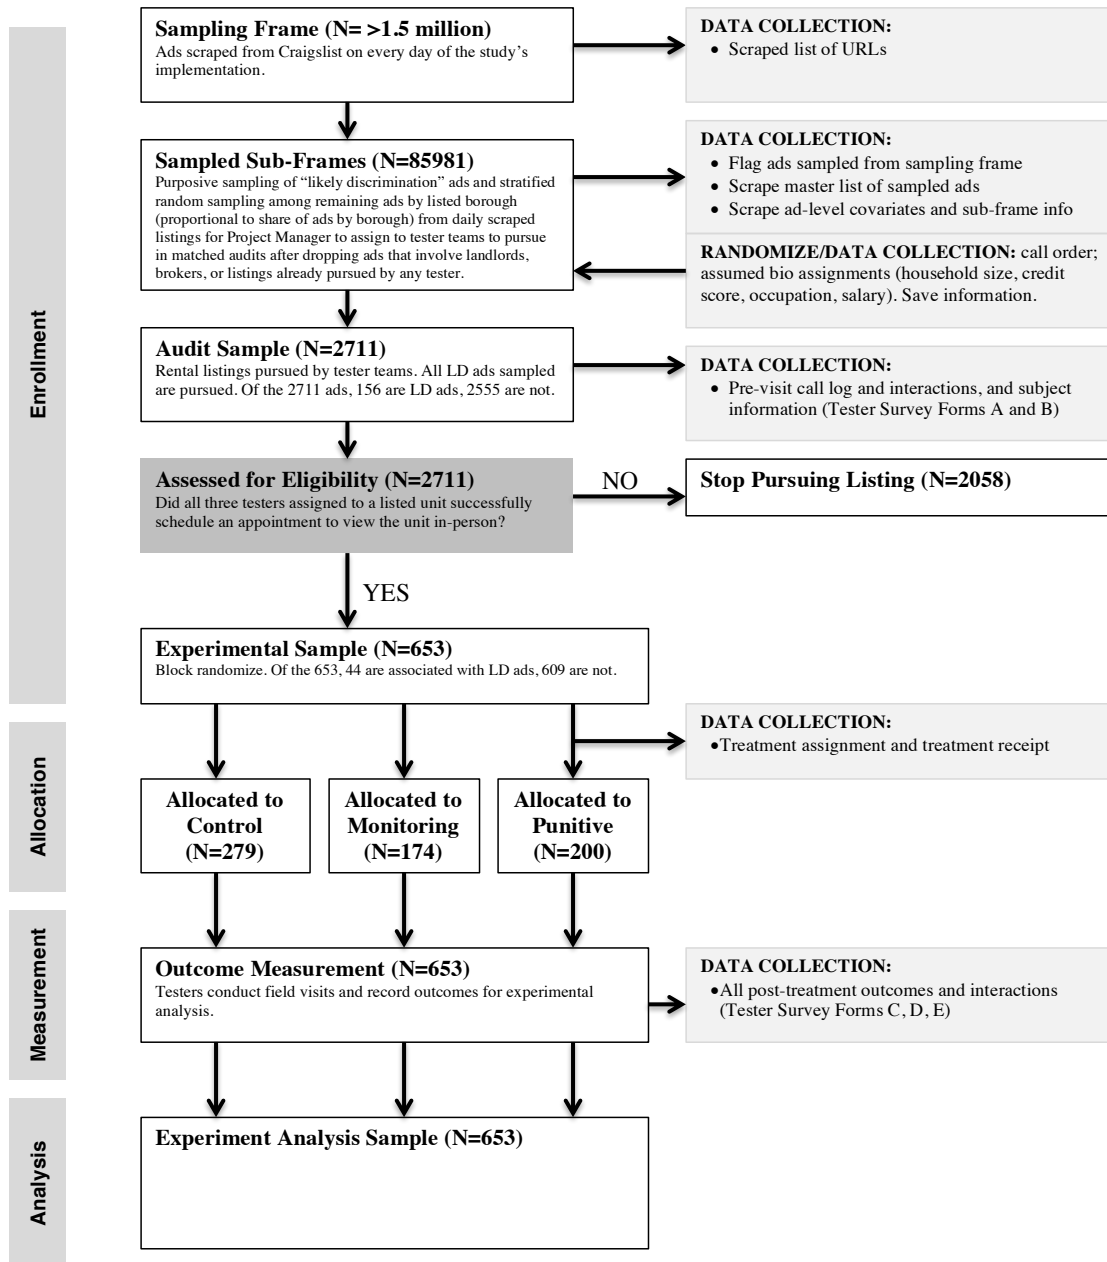 Enrollment
Sampling Frame (N= >1.5 million)
Ads scraped from Craigslist on every day of the study's
implementation.
DATA COLLECTION:
• Scraped list of URLs
Sampled Sub-Frames (N=85981)
Purposive sampling of “likely discrimination” ads and stratified
random sampling among remaining ads by listed borough
(proportional to share of ads by borough) from daily scraped
listings for Project Manager to assign to tester teams to pursue
in matched audits after dropping ads that involve landlords,
brokers, or listings already pursued by any tester.
DATA COLLECTION:
• Flag ads sampled from sampling frame
• Scrape master list of sampled ads
• Scrape ad-level covariates and sub-frame info
RANDOMIZE/DATA COLLECTION: call order;
assumed bio assignments (household size, credit
score, occupation, salary). Save information.
Audit Sample (N=2711)
Rental listings pursued by tester teams. All LD ads sampled
are pursued. Of the 2711 ads, 156 are LD ads, 2555 are not.
DATA COLLECTION:
• Pre-visit call log and interactions, and subject
information (Tester Survey Forms A and B)
Assessed for Eligibility (N=2711)
Did all three testers assigned to a listed unit successfully
schedule an appointment to view the unit in-person?
NO
Stop Pursuing Listing (N=2058)
YES
Experimental Sample (N=653)
Block randomize. Of the 653, 44 are associated with LD ads, 609 are not.
Allocation
DATA COLLECTION:
•Treatment assignment and treatment receipt
Allocated to
Control
(N=279)
Allocated to
Monitoring
(N=174)
Allocated to
Punitive
(N=200)
Measurement
Outcome Measurement (N=653)
Testers conduct field visits and record outcomes for experimental
analysis.
DATA COLLECTION:
•All post-treatment outcomes and interactions
(Tester Survey Forms C, D, E)
Analysis
Experiment Analysis Sample (N=653)